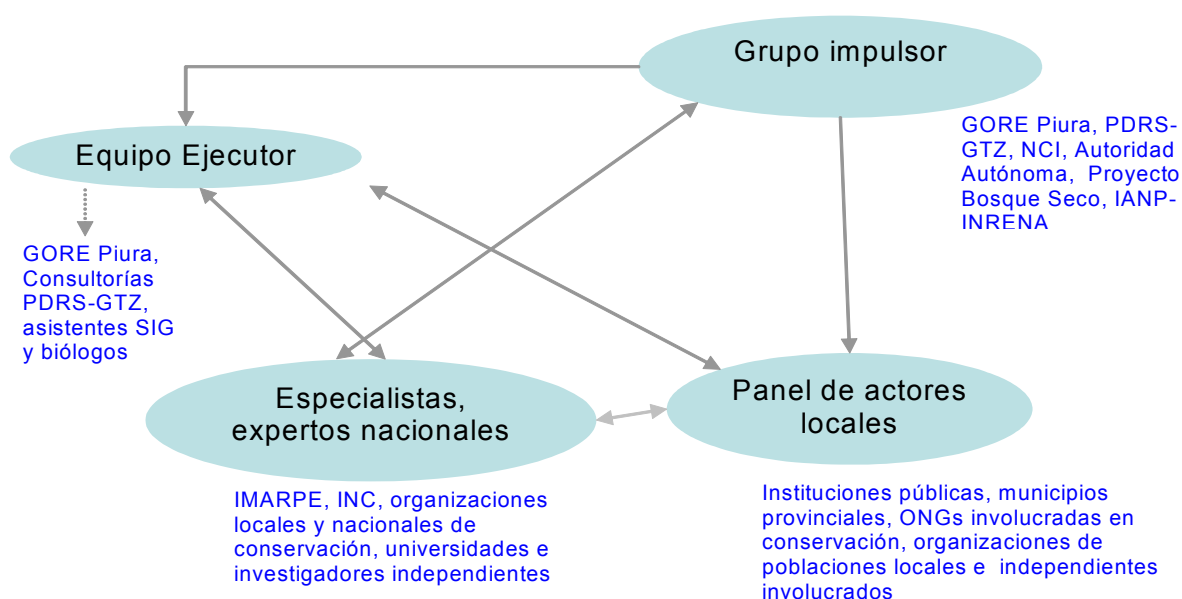 Grupo impulsor
GORE Piura, PDRS-
GTZ, NCI, Autoridad
Autónoma, Proyecto
Bosque Seco, IANP-
INRENA
Equipo Ejecutor
GORE Piura,
Consultorías
PDRS-GTZ,
asistentes SIG
y biólogos
Especialistas,
expertos nacionales
IMARPE, INC, organizaciones
locales y nacionales de
conservación, universidades e
investigadores independientes
Panel de actores
locales
Instituciones públicas, municipios
provinciales, ONGs involucradas en
conservación, organizaciones de
poblaciones locales e independientes
involucrados